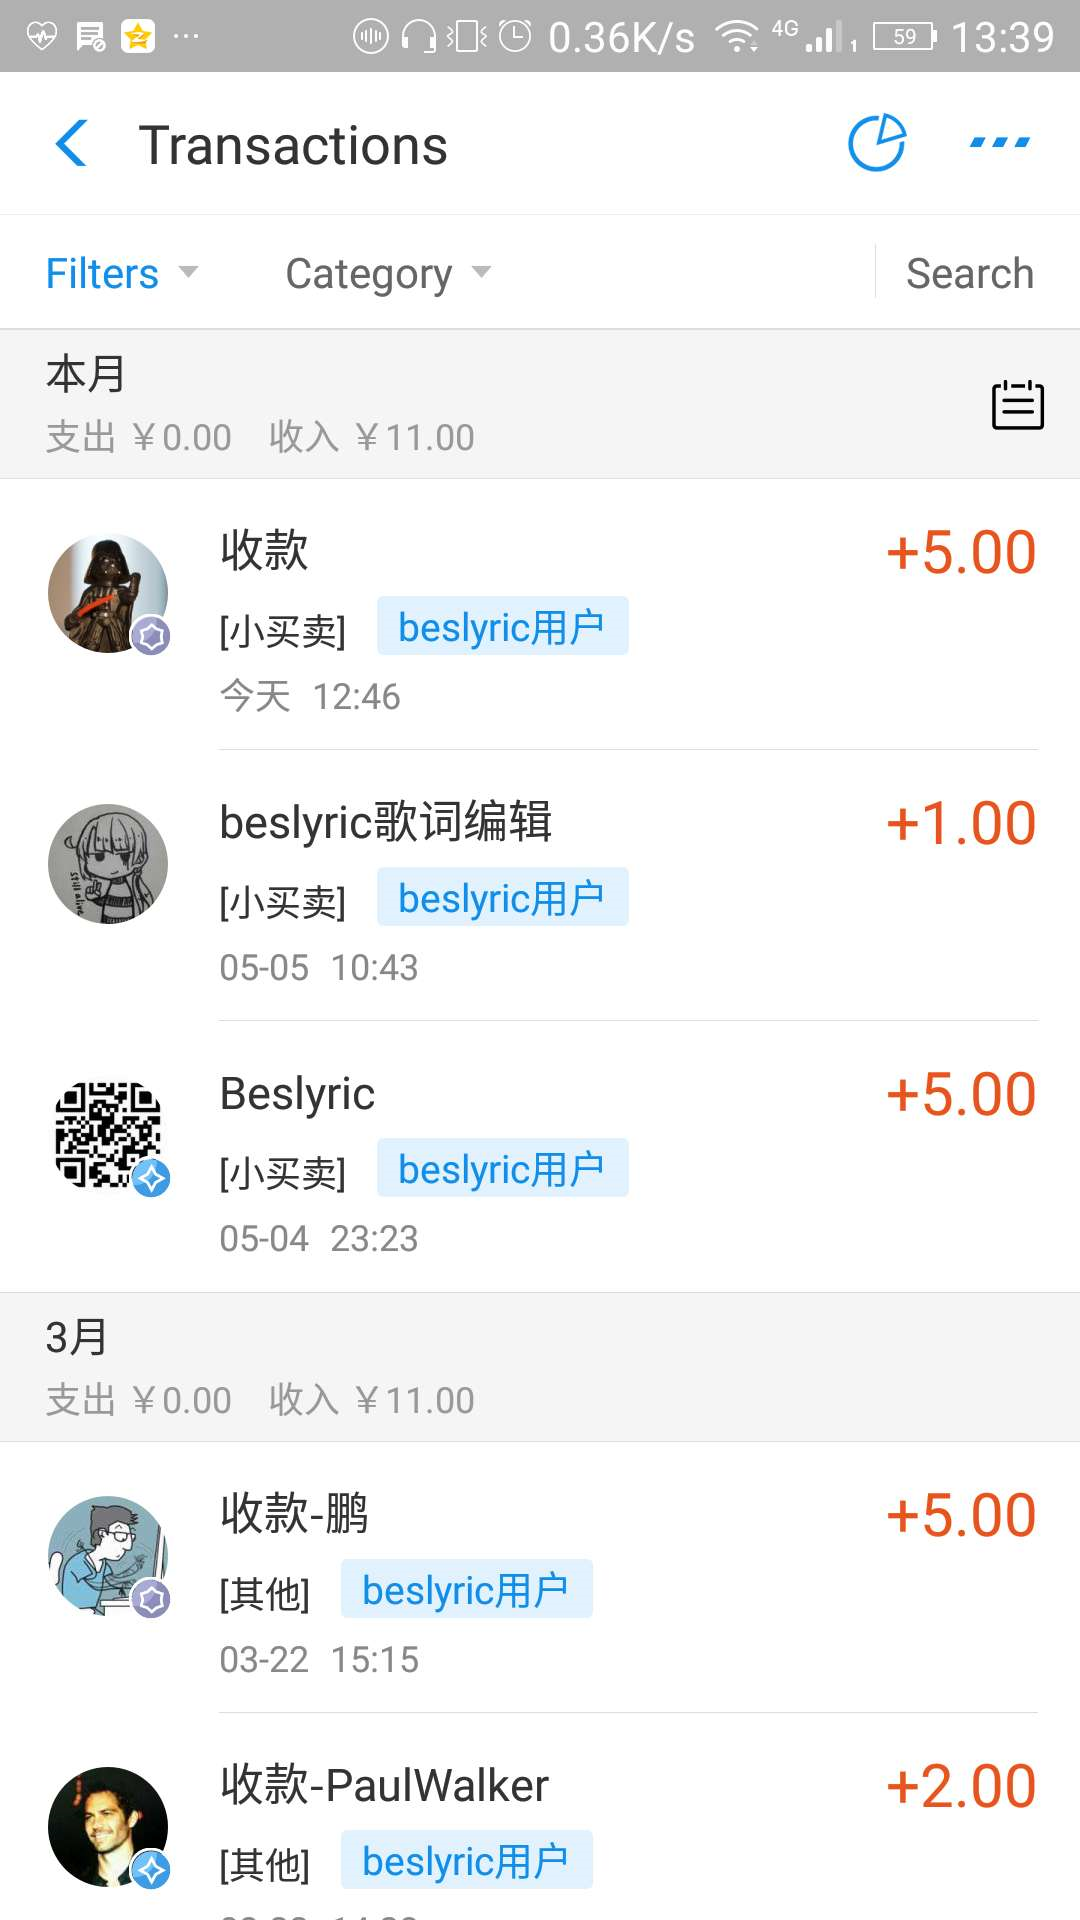 0.36K/s 4G 1 59 13:39
Transactions
Filters Category Search
本月
支出 ￥0.00 收入 ￥11.00
收款 +5.00
[小买卖] beslyric用户
今天 12:46
beslyric歌词编辑 +1.00
still alive
[小买卖] beslyric用户
05-05 10:43
Beslyric +5.00
[小买卖] beslyric用户
05-04 23:23
3月
支出 ￥0.00 收入 ￥11.00
收款-鹏 +5.00
[其他] beslyric用户
03-22 15:15
收款-PaulWalker +2.00
[其他] beslyric用户